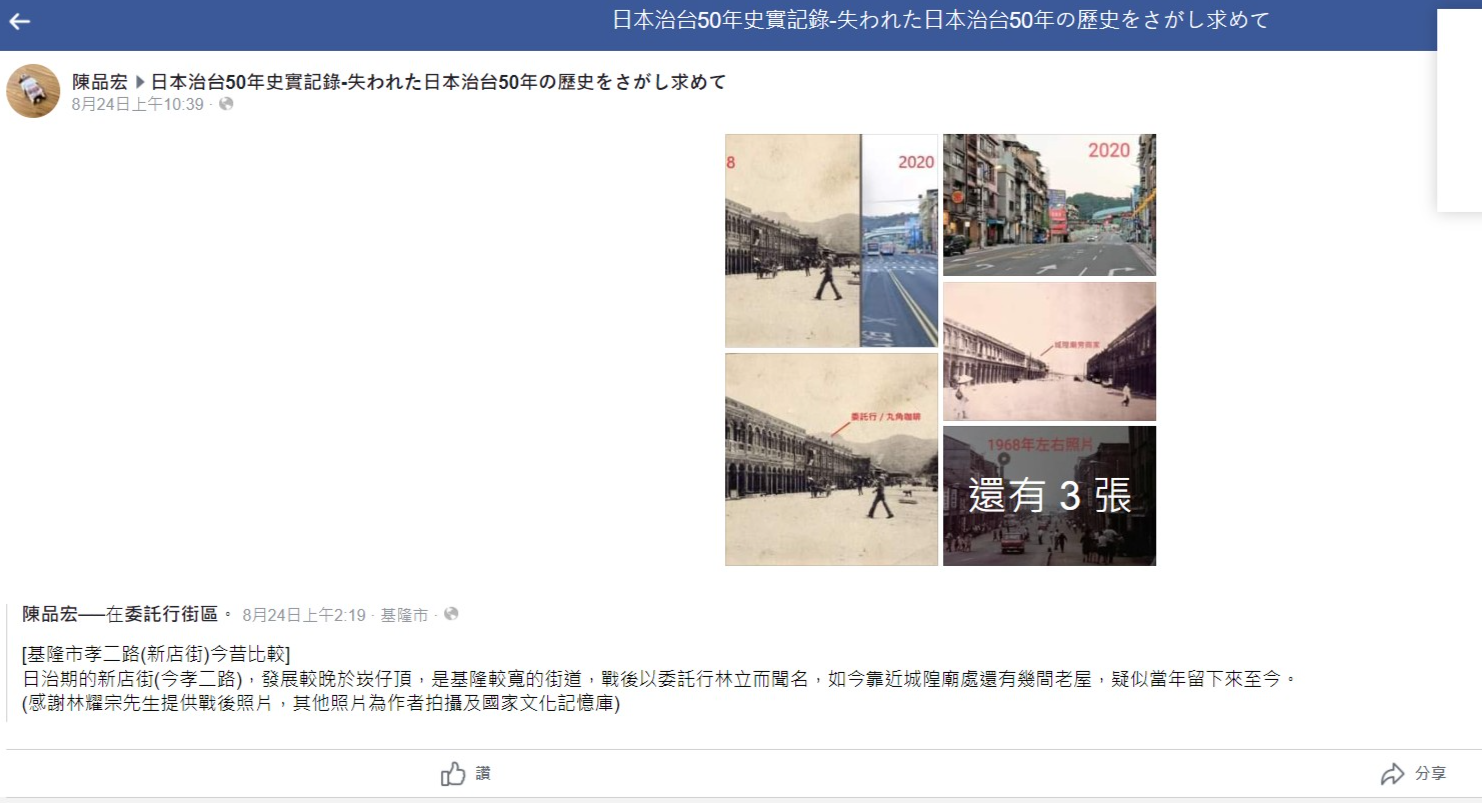 日本治台50年史實記錄-失われた日本治台50年の歷史をさがし求めて
陳品宏 ▶ 日本治台50年史實記錄-失われた日本治台50年の歷史をさがし求めて
8月24日上午10:39 ·
8
2020
2020
城隍廟旁商家
委託行 / 丸角咖啡
1968年左右照片
還有 3 張
陳品宏──在委託行街區。 8月24日上午2:19 · 基隆市 ·
[基隆市孝二路(新店街)今昔比較]
日治期的新店街(今孝二路)，發展較晚於崁仔頂，是基隆較寬的街道，戰後以委託行林立而聞名，如今靠近城隍廟處還有幾間老屋，疑似當年留下來至今。
(感謝林耀宗先生提供戰後照片，其他照片為作者拍攝及國家文化記憶庫)
讚
分享